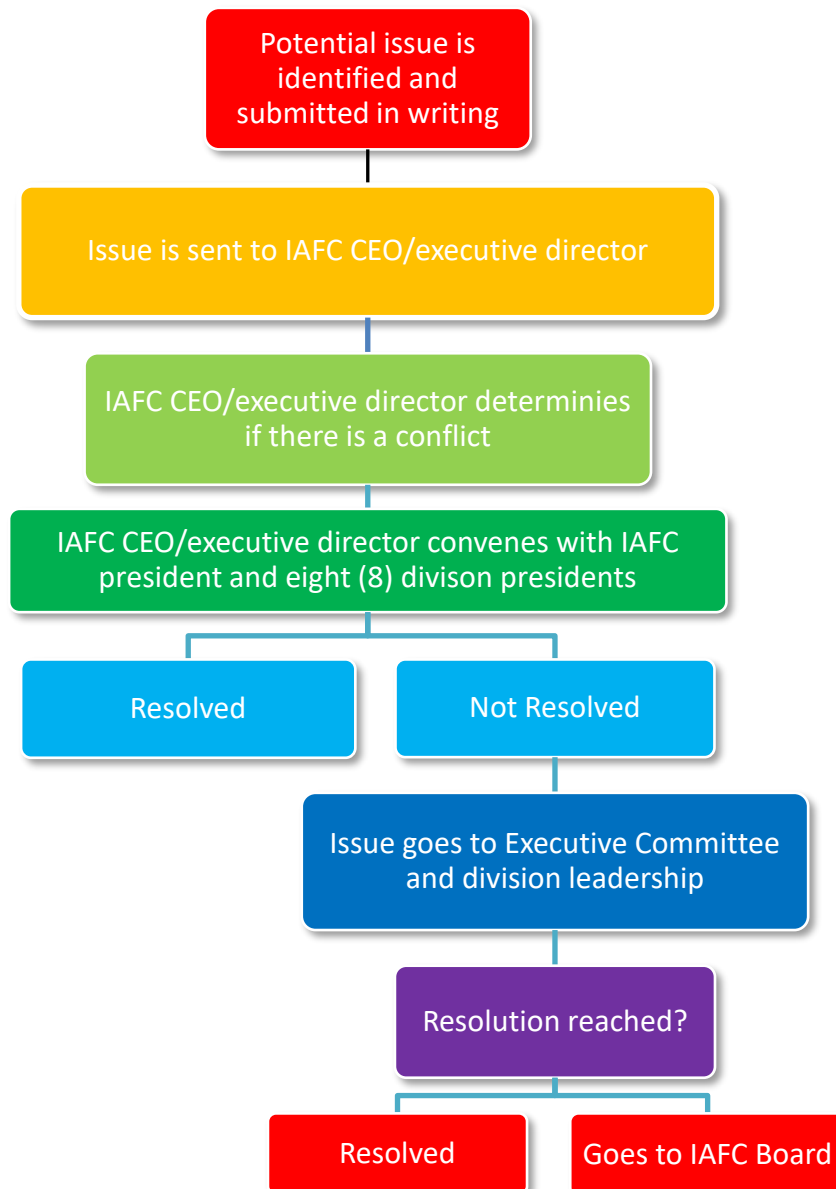 Potential issue is
identified and
submitted in writing
Issue is sent to IAFC CEO/executive director
IAFC CEO/executive director determinies
if there is a conflict
IAFC CEO/executive director convenes with IAFC
president and eight (8) divison presidents
Resolved
Not Resolved
Issue goes to Executive Committee
and division leadership
Resolution reached?
Resolved
Goes to IAFC Board